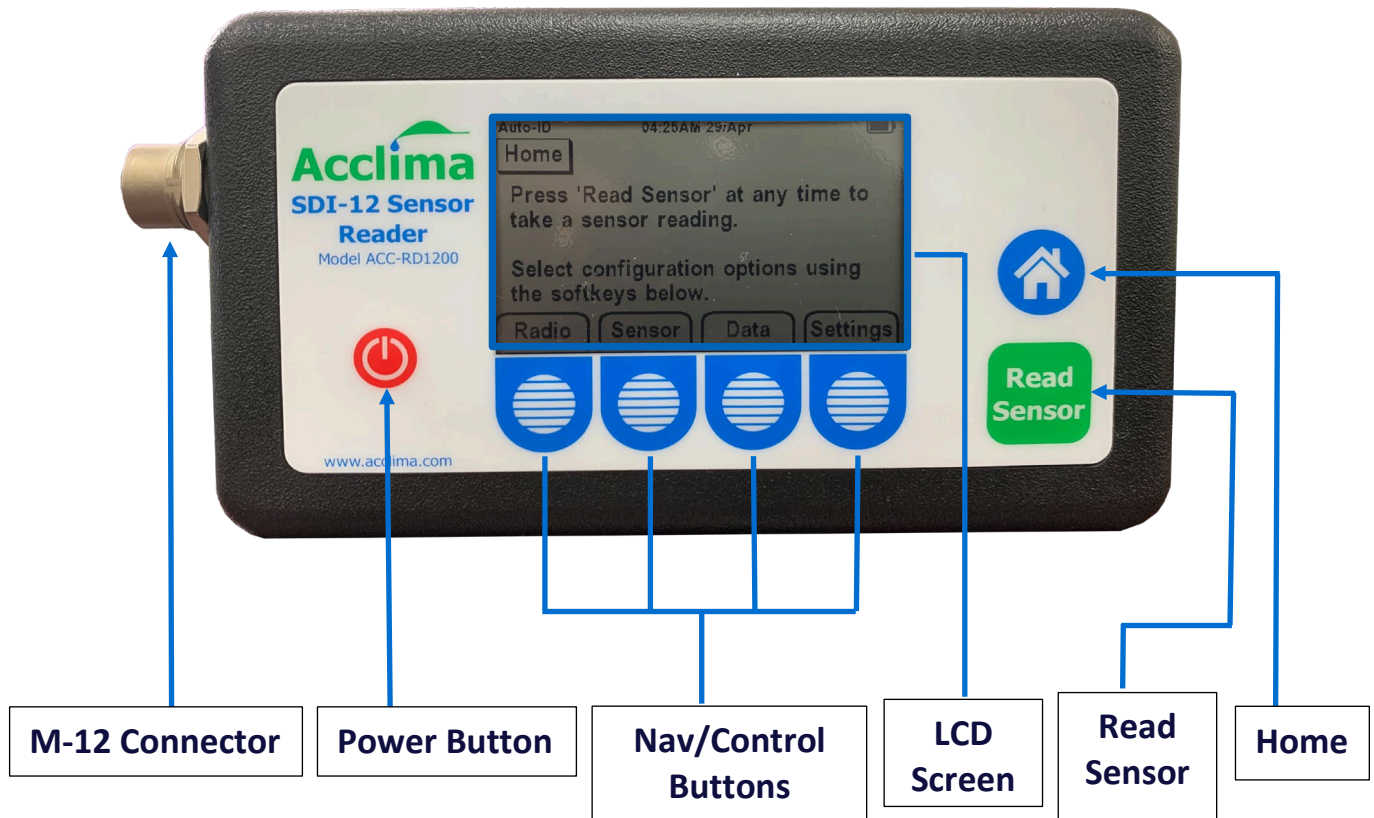 Acclima
SDI-12 Sensor
Reader
Model ACC-RD1200
www.acclima.com
Auto-ID 04:25AM 29/Apr
Home
Press 'Read Sensor' at any time to
take a sensor reading.
Select configuration options using
the softkeys below.
Radio Sensor Data Settings
Read
Sensor
M-12 Connector
Power Button
Nav/Control
Buttons
LCD
Screen
Read
Sensor
Home